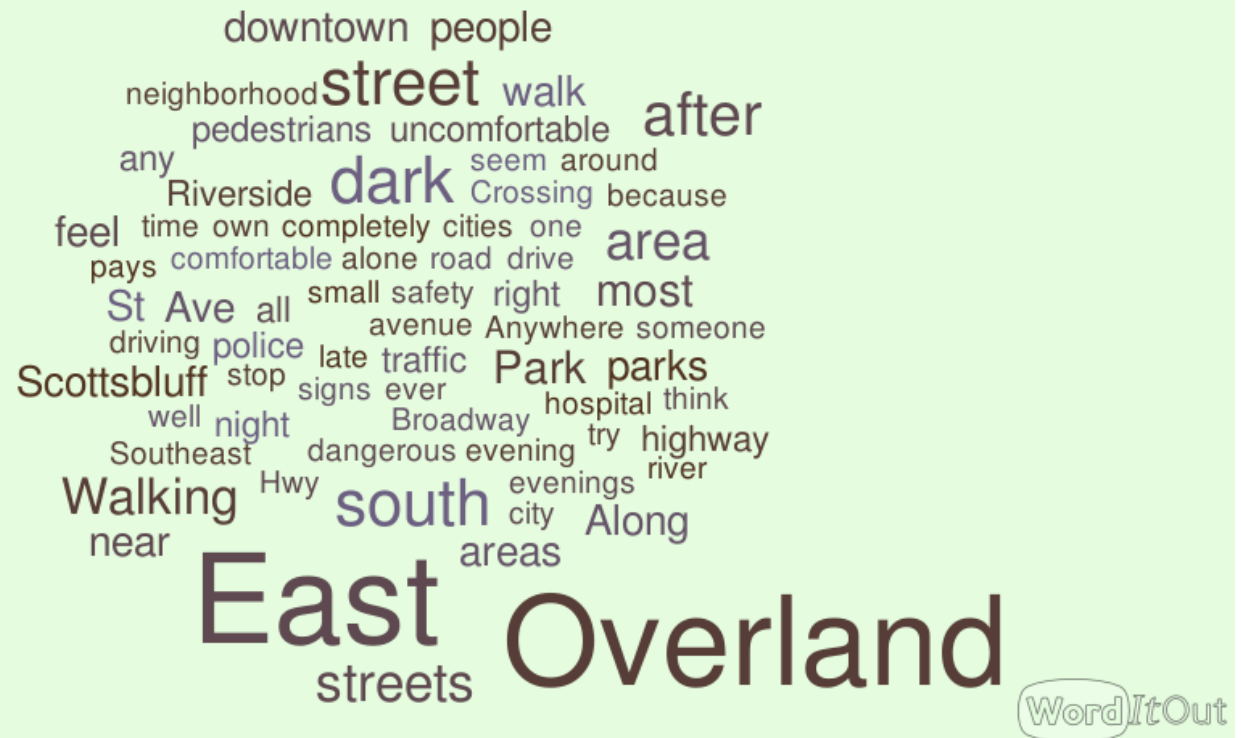 downtown people
neighborhood street walk
after
pedestrians uncomfortable
any dark seem around
Riverside Crossing because
feel time own completely cities one area
pays comfortable alone road drive
St Ave all small safety right most
avenue Anywhere someone
driving police late traffic Park parks
Scottsbluff stop signs ever
hospital think
well night Broadway
try highway
Southeast dangerous evening
river
Walking Hwy south evenings
city Along
near areas
East Overland
streets
WordItOut